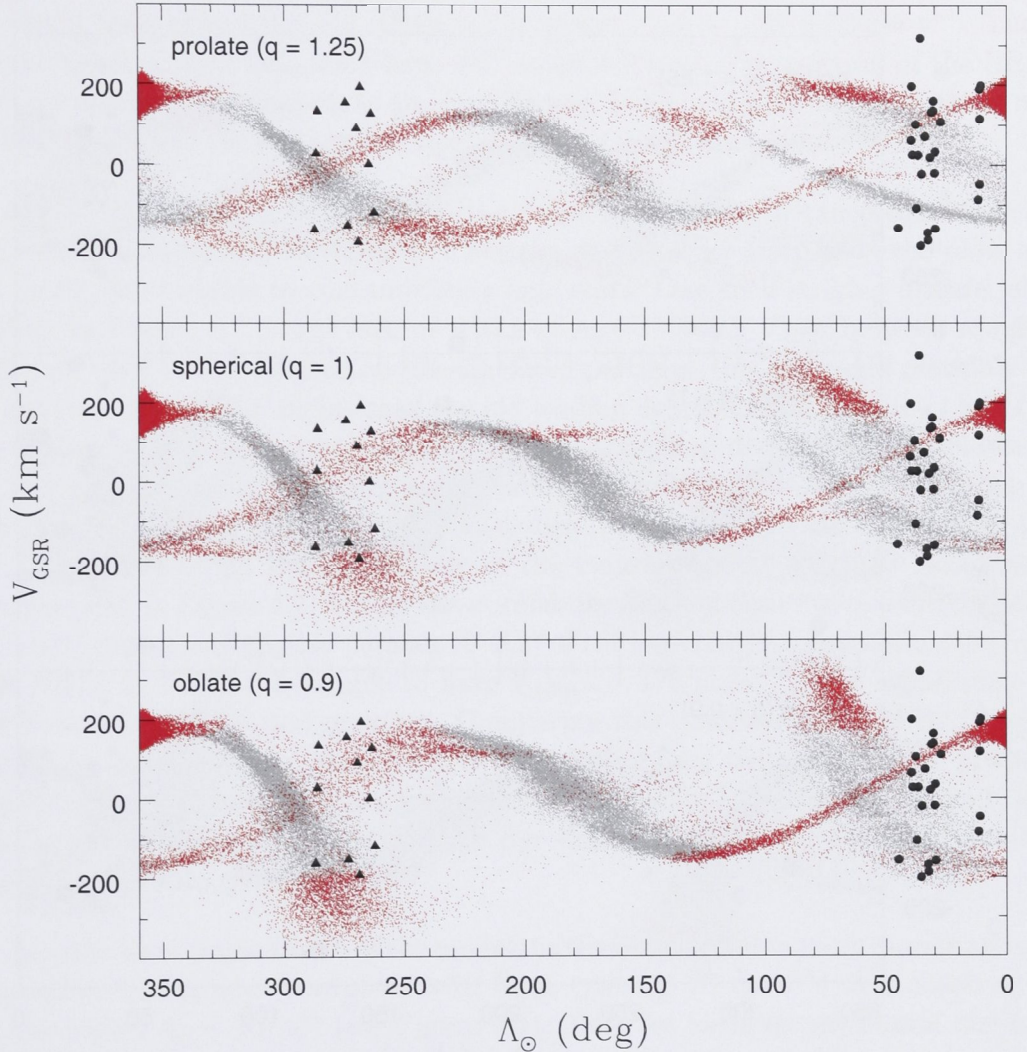 prolate (q = 1.25)
200
0
-200
spherical (q = 1)
200
0
-200
oblate (q = 0.9)
200
0
-200
V_GSR (km s⁻¹)
350 300 250 200 150 100 50 0
Λ_⊙ (deg)